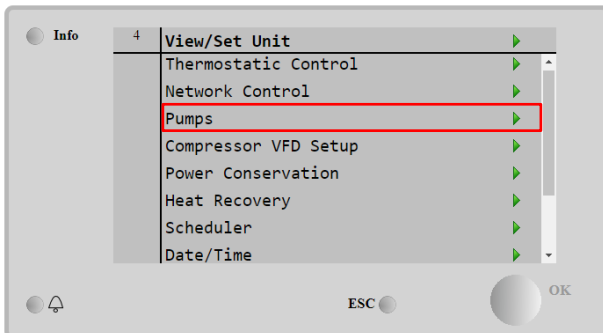 Info
4 View/Set Unit
Thermostatic Control
Network Control
Pumps
Compressor VFD Setup
Power Conservation
Heat Recovery
Scheduler
Date/Time
ESC
OK